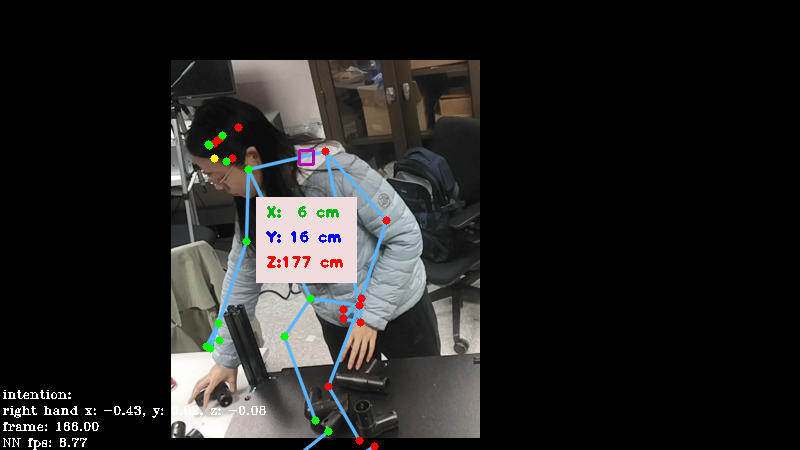 X: 6 cm
Y: 16 cm
Z:177 cm
intention:
right hand x: -0.43, y: 0.02, z: -0.08
frame: 166.00
NN fps: 8.77